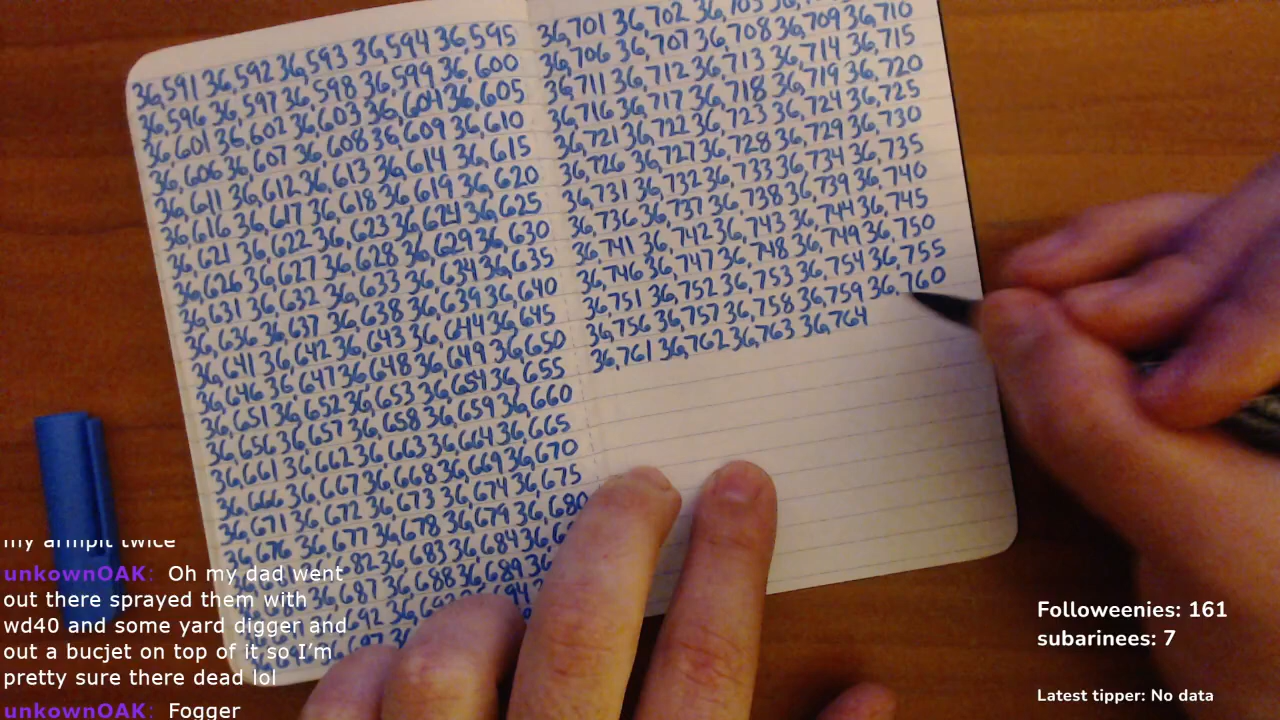 36,591 36,592 36,593 36,594 36,595
36,596 36,597 36,598 36,599 36,600
36,601 36,602 36,603 36,604 36,605
36,606 36,607 36,608 36,609 36,610
36,611 36,612 36,613 36,614 36,615
36,616 36,617 36,618 36,619 36,620
36,621 36,622 36,623 36,624 36,625
36,626 36,627 36,628 36,629 36,630
36,631 36,632 36,633 36,634 36,635
36,636 36,637 36,638 36,639 36,640
36,641 36,642 36,643 36,644 36,645
36,646 36,647 36,648 36,649 36,650
36,651 36,652 36,653 36,654 36,655
36,656 36,657 36,658 36,659 36,660
36,661 36,662 36,663 36,664 36,665
36,666 36,667 36,668 36,669 36,670
36,671 36,672 36,673 36,674 36,675
36,676 36,677 36,678 36,679 36,680
36,683 36,684
36,687 36,688 36,689
36,701 36,702 36,703
36,706 36,707 36,708 36,709 36,710
36,711 36,712 36,713 36,714 36,715
36,716 36,717 36,718 36,719 36,720
36,721 36,722 36,723 36,724 36,725
36,726 36,727 36,728 36,729 36,730
36,731 36,732 36,733 36,734 36,735
36,736 36,737 36,738 36,739 36,740
36,741 36,742 36,743 36,744 36,745
36,746 36,747 36,748 36,749 36,750
36,751 36,752 36,753 36,754 36,755
36,756 36,757 36,758 36,759 36,760
36,761 36,762 36,763 36,764
my armpit twice
unkownOAK: Oh my dad went
out there sprayed them with
wd40 and some yard digger and
out a bucjet on top of it so I'm
pretty sure there dead lol
unkownOAK: Fogger
Followeenies: 161
subarinees: 7
Latest tipper: No data